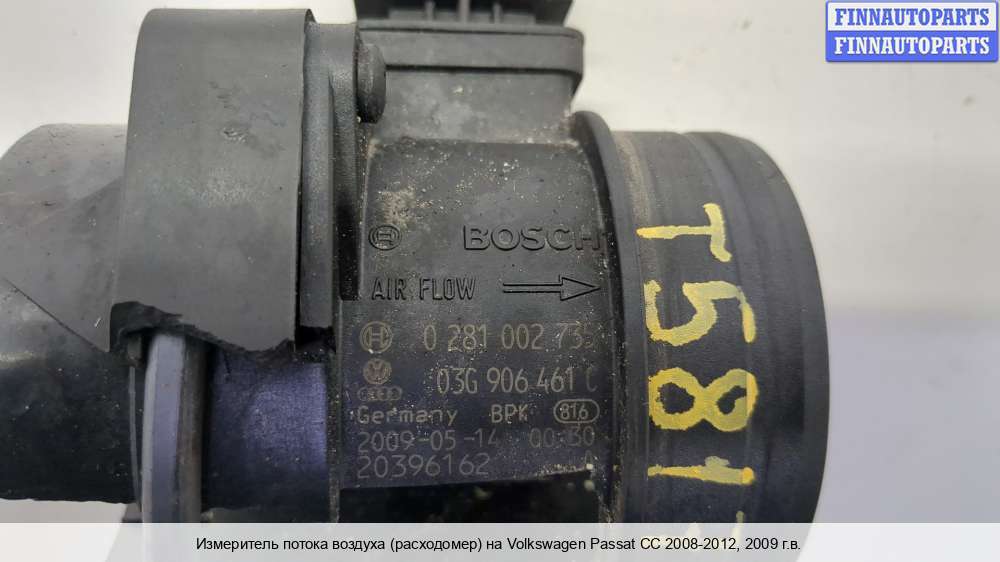 FINNAUTOPARTS
FINNAUTOPARTS
BOSCH
AIR FLOW
0 281 002 735
03G 906 461 C
Germany BPK 816
2009-05-14 00:30
20396162 A
T581
Измеритель потока воздуха (расходомер) на Volkswagen Passat CC 2008-2012, 2009 г.в.